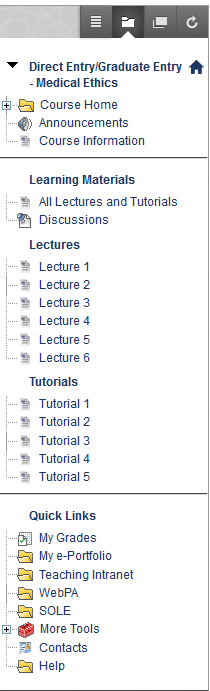 Direct Entry/Graduate Entry
- Medical Ethics
Course Home
Announcements
Course Information
Learning Materials
All Lectures and Tutorials
Discussions
Lectures
Lecture 1
Lecture 2
Lecture 3
Lecture 4
Lecture 5
Lecture 6
Tutorials
Tutorial 1
Tutorial 2
Tutorial 3
Tutorial 4
Tutorial 5
Quick Links
My Grades
My e-Portfolio
Teaching Intranet
WebPA
SOLE
More Tools
Contacts
Help